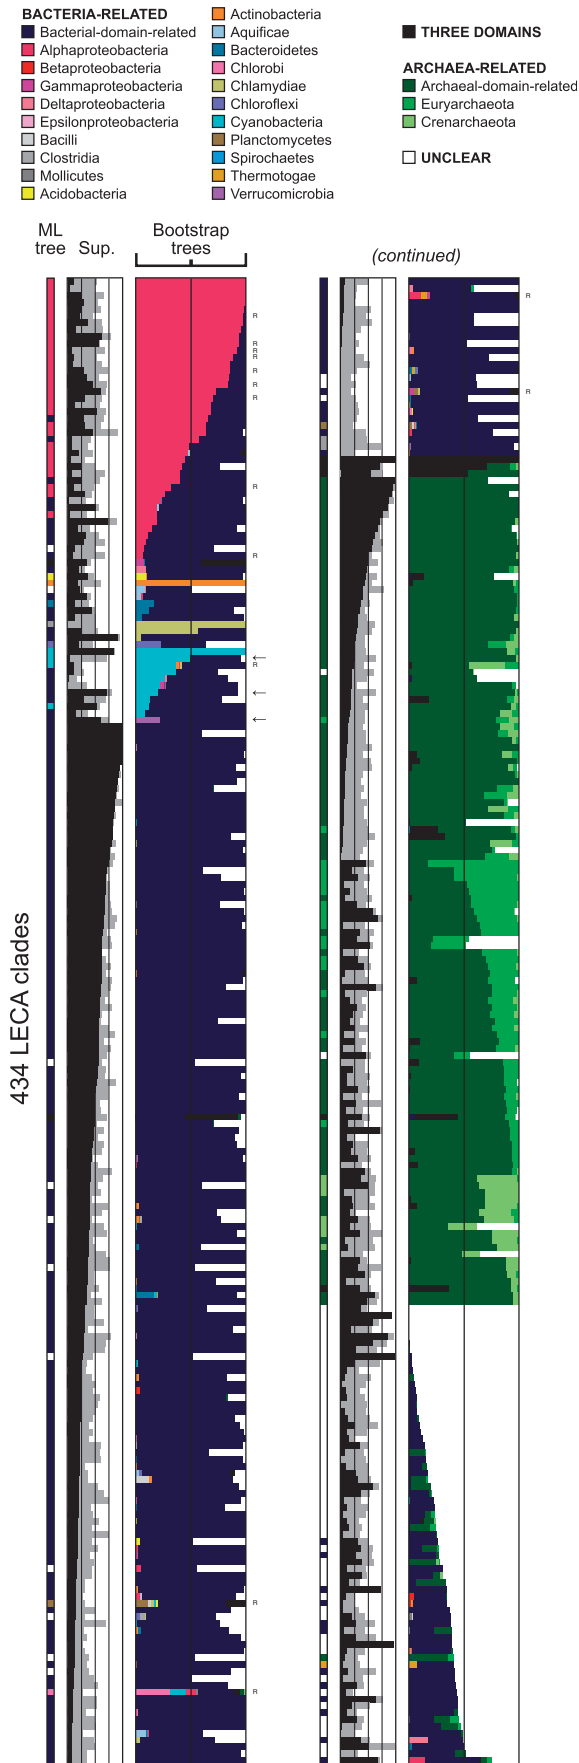 BACTERIA-RELATED
Bacterial-domain-related
Alphaproteobacteria
Betaproteobacteria
Gammaproteobacteria
Deltaproteobacteria
Epsilonproteobacteria
Bacilli
Clostridia
Mollicutes
Acidobacteria
Actinobacteria
Aquificae
Bacteroidetes
Chlorobi
Chlamydiae
Chloroflexi
Cyanobacteria
Planctomycetes
Spirochaetes
Thermotogae
Verrucomicrobia
THREE DOMAINS
ARCHAEA-RELATED
Archaeal-domain-related
Euryarchaeota
Crenarchaeota
UNCLEAR
ML
tree
Sup.
Bootstrap
trees
(continued)
434 LECA clades
R
R
R
R
R
R
R
R
R
R
←
R
←
←
R
R
R
R